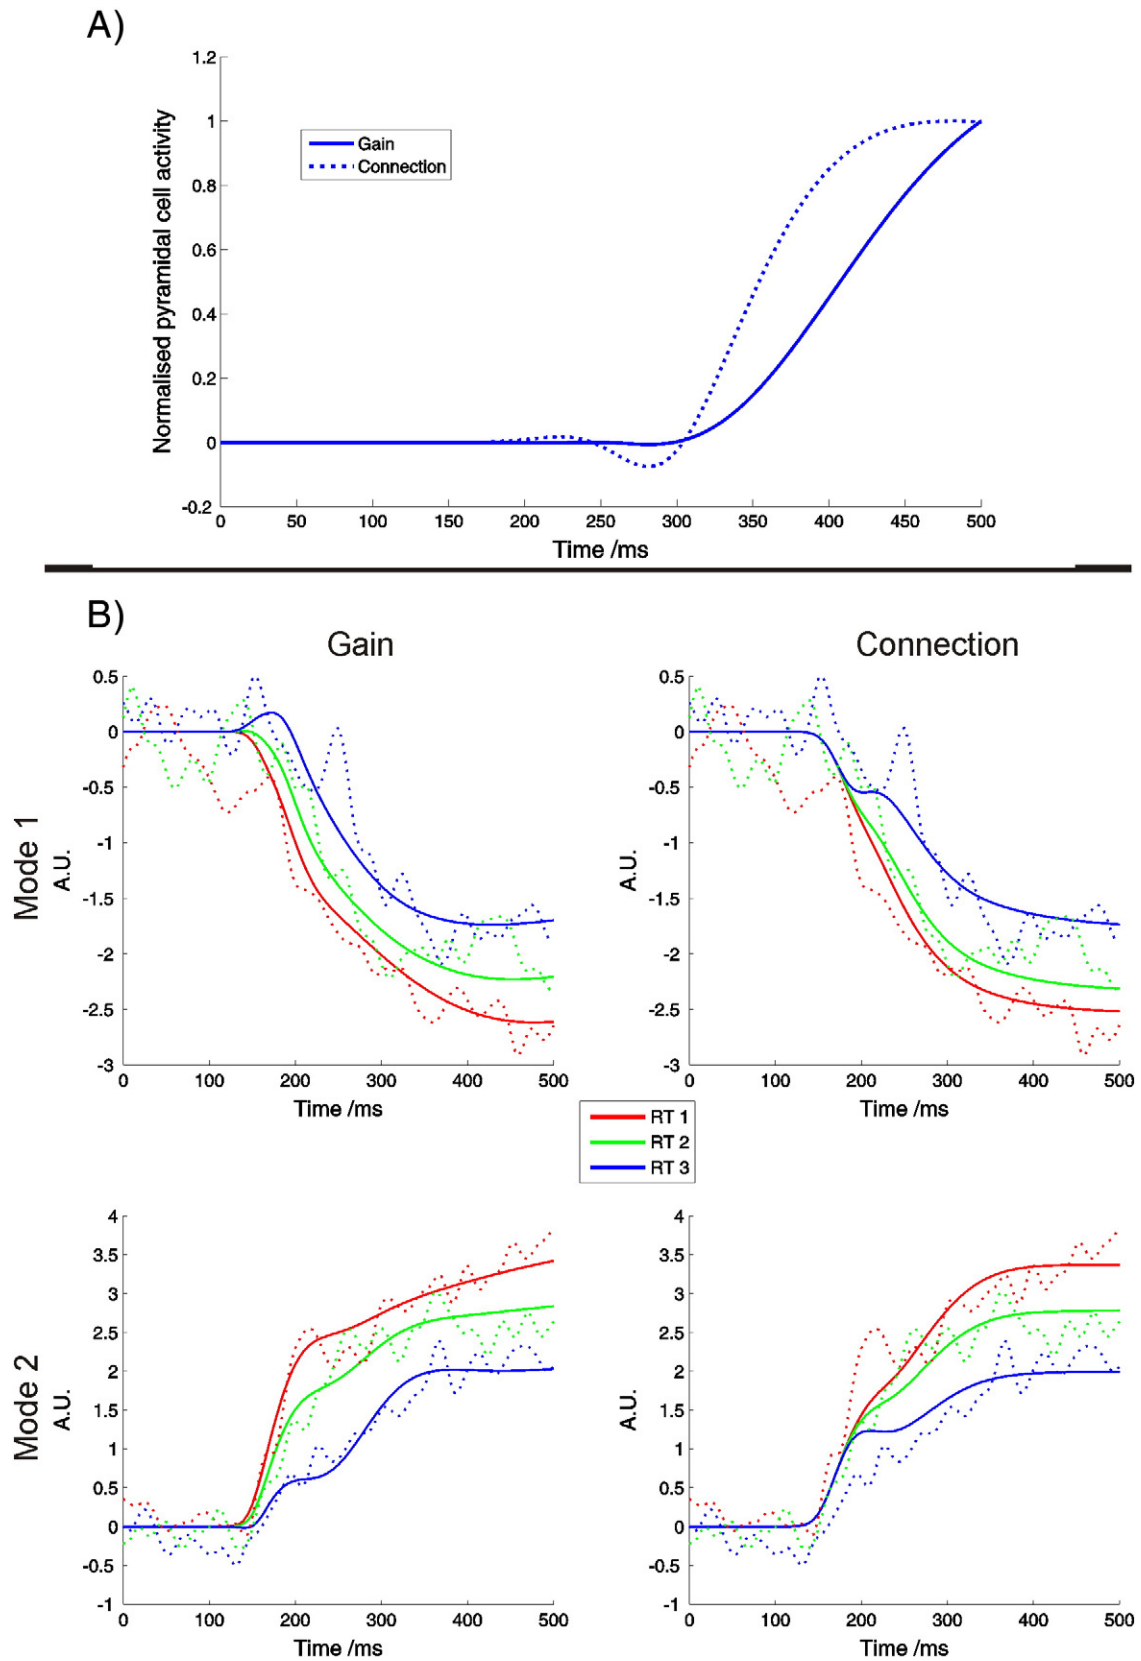 A)
Normalised pyramidal cell activity
1.2
1
0.8
0.6
0.4
0.2
0
-0.2
Gain
Connection
0 50 100 150 200 250 300 350 400 450 500
Time /ms
B)
Gain
Connection
Mode 1
A.U.
0.5
0
-0.5
-1
-1.5
-2
-2.5
-3
0 100 200 300 400 500
Time /ms
A.U.
0.5
0
-0.5
-1
-1.5
-2
-2.5
-3
0 100 200 300 400 500
Time /ms
RT 1
RT 2
RT 3
Mode 2
A.U.
4
3.5
3
2.5
2
1.5
1
0.5
0
-0.5
-1
0 100 200 300 400 500
Time /ms
A.U.
4
3.5
3
2.5
2
1.5
1
0.5
0
-0.5
-1
0 100 200 300 400 500
Time /ms